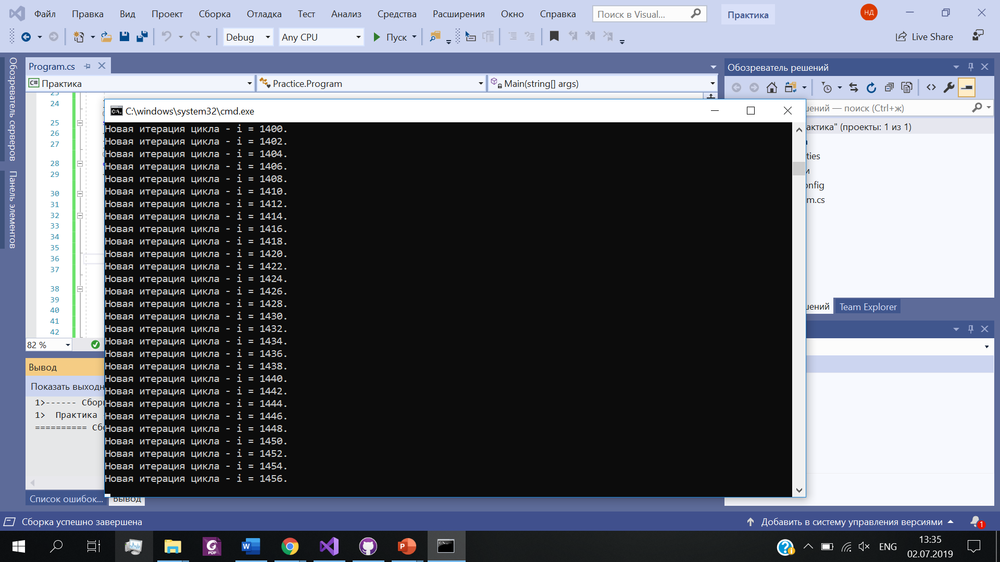 Файл Правка Вид Проект Сборка Отладка Тест Анализ Средства Расширения Окно Справка Поиск в Visual... Практика НД
Debug Any CPU Пуск Live Share
Обозреватель серверов
Панель элементов
Program.cs
Практика Practice.Program Main(string[] args)
24
25
26
27
28
29
30
31
32
33
34
35
36
37
38
39
40
41
42
82 %
C:\windows\system32\cmd.exe
Новая итерация цикла - i = 1400.
Новая итерация цикла - i = 1402.
Новая итерация цикла - i = 1404.
Новая итерация цикла - i = 1406.
Новая итерация цикла - i = 1408.
Новая итерация цикла - i = 1410.
Новая итерация цикла - i = 1412.
Новая итерация цикла - i = 1414.
Новая итерация цикла - i = 1416.
Новая итерация цикла - i = 1418.
Новая итерация цикла - i = 1420.
Новая итерация цикла - i = 1422.
Новая итерация цикла - i = 1424.
Новая итерация цикла - i = 1426.
Новая итерация цикла - i = 1428.
Новая итерация цикла - i = 1430.
Новая итерация цикла - i = 1432.
Новая итерация цикла - i = 1434.
Новая итерация цикла - i = 1436.
Новая итерация цикла - i = 1438.
Новая итерация цикла - i = 1440.
Новая итерация цикла - i = 1442.
Новая итерация цикла - i = 1444.
Новая итерация цикла - i = 1446.
Новая итерация цикла - i = 1448.
Новая итерация цикла - i = 1450.
Новая итерация цикла - i = 1452.
Новая итерация цикла - i = 1454.
Новая итерация цикла - i = 1456.
Обозреватель решений
шений — поиск (Ctrl+ж)
актика" (проекты: 1 из 1)
ties
и
onfig
m.cs
шений Team Explorer
Вывод
Показать выходн
1>------ Сбор
1> Практика
========== Сб
Список ошибок... Вывод
Сборка успешно завершена Добавить в систему управления версиями 1
PDF W P ENG 13:35
02.07.2019